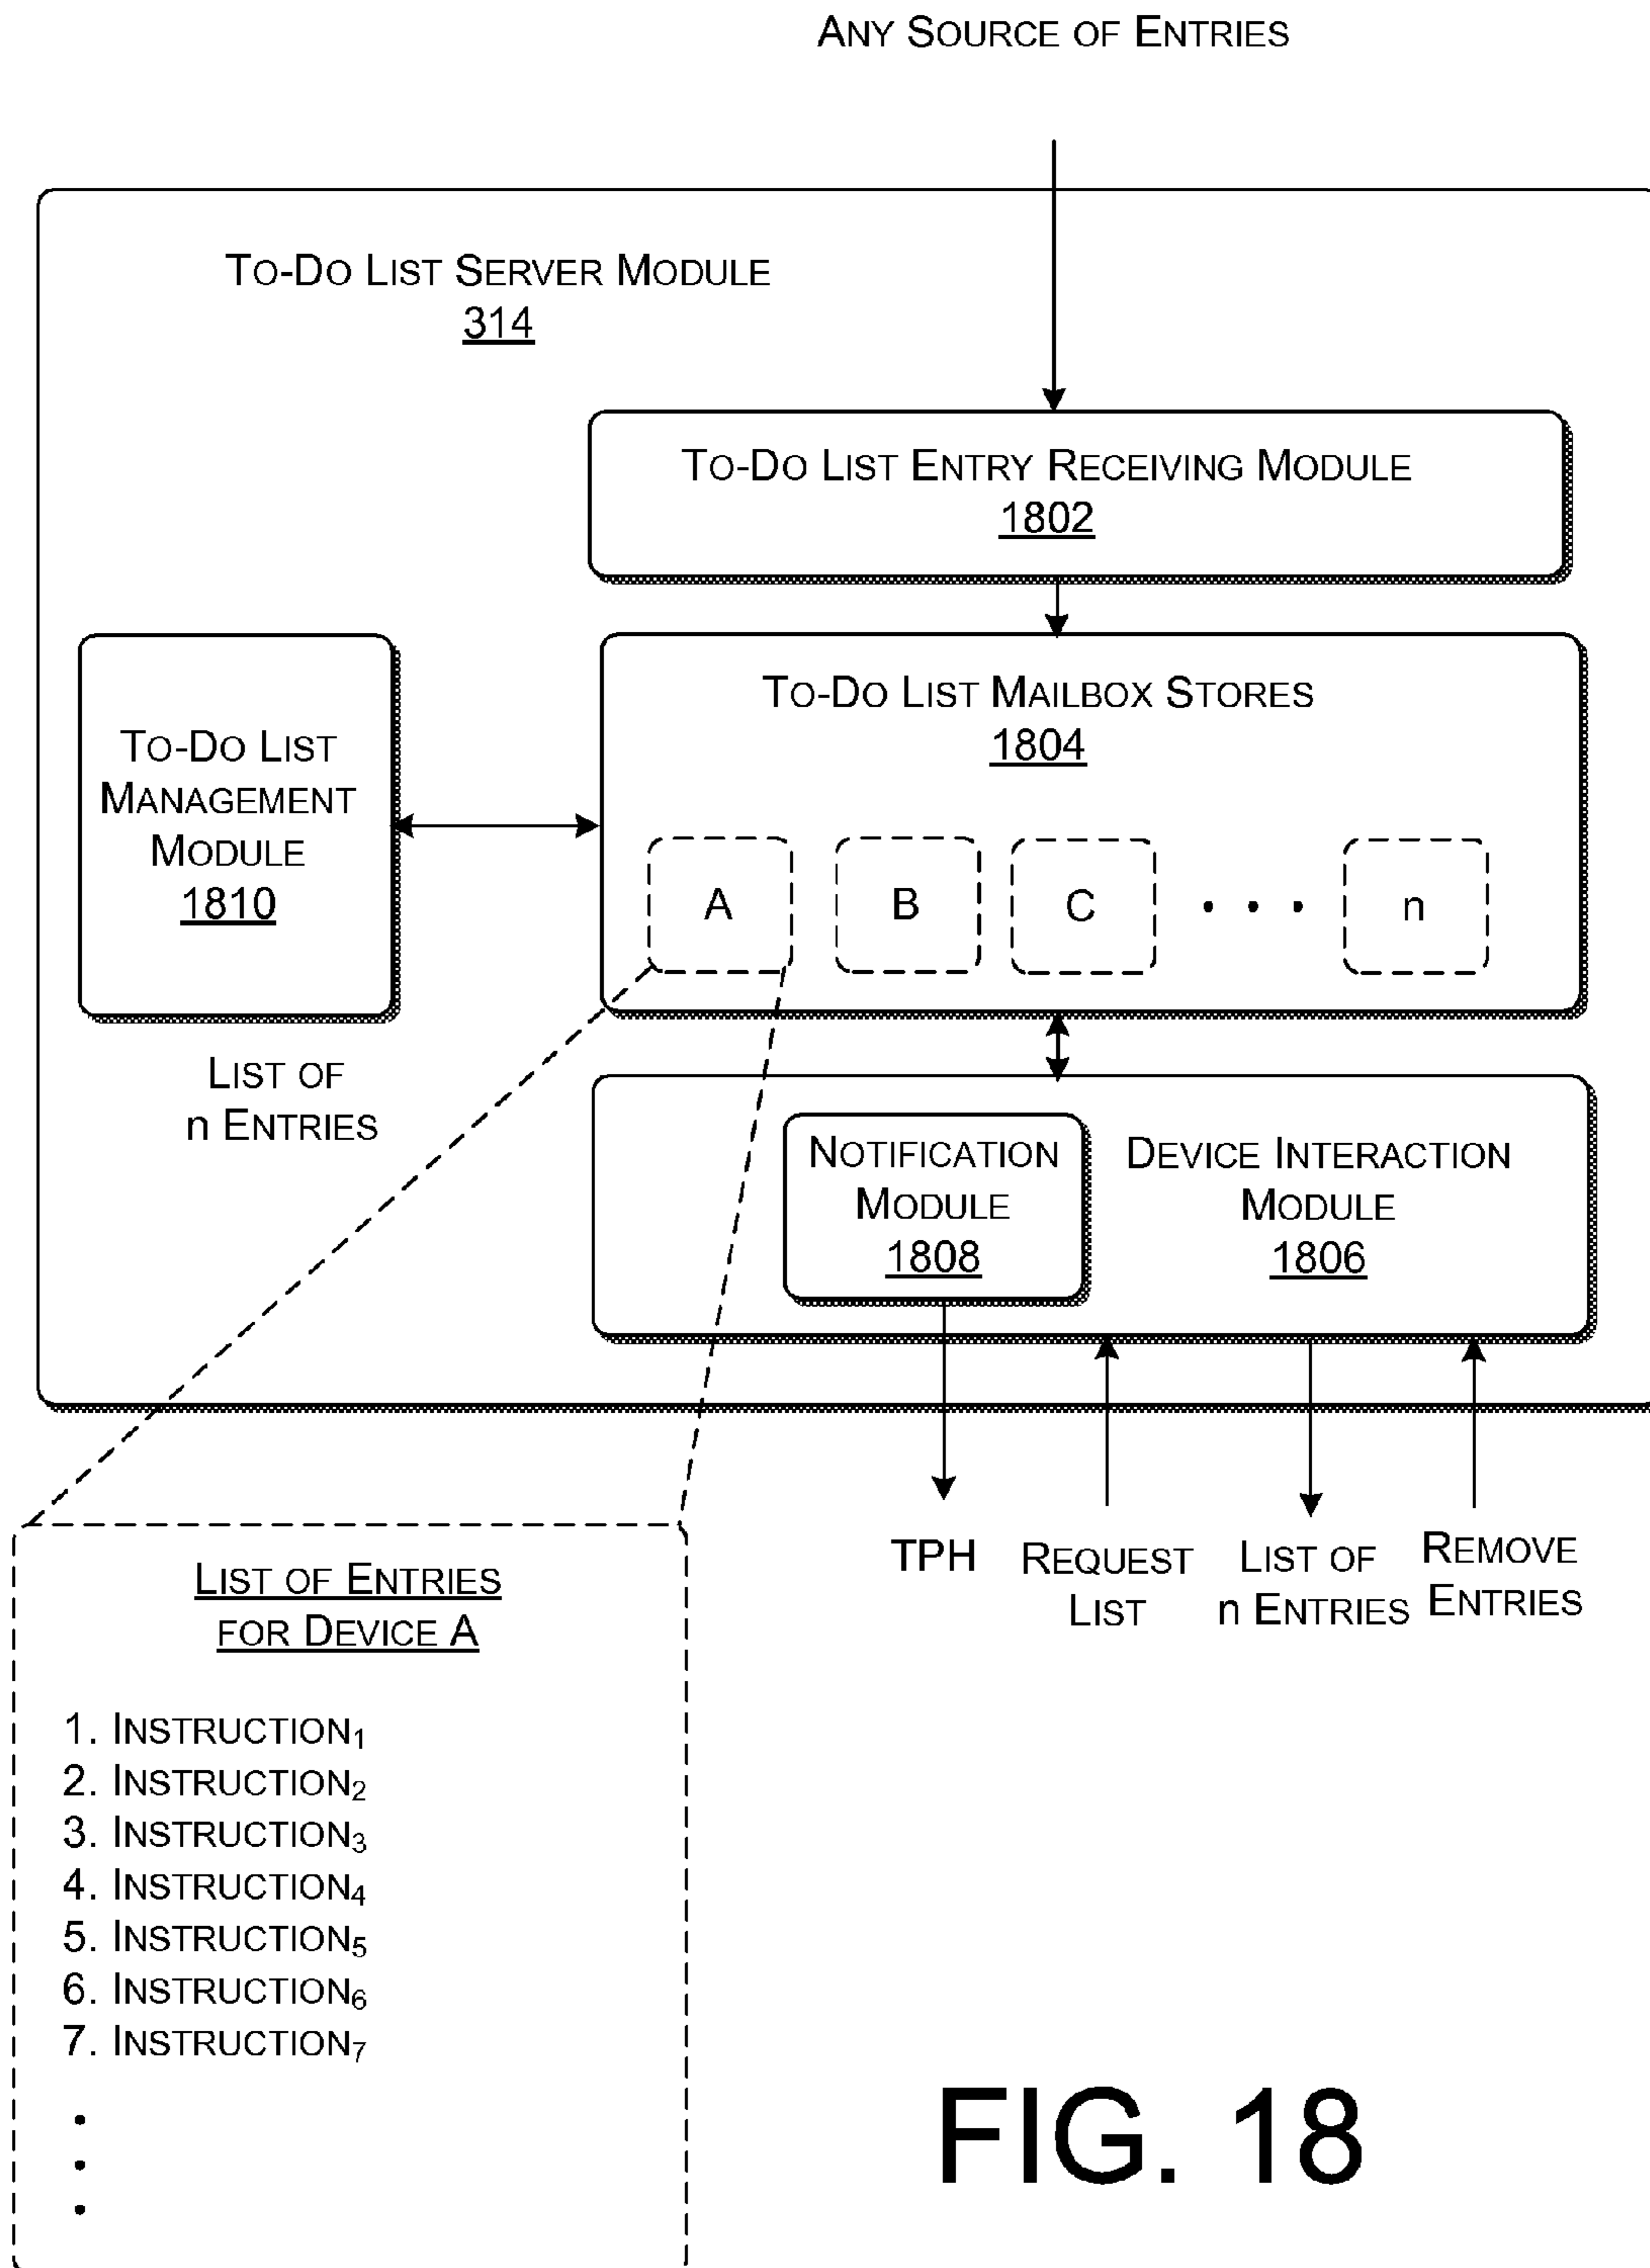 ANY SOURCE OF ENTRIES
TO-DO LIST SERVER MODULE
314
TO-DO LIST ENTRY RECEIVING MODULE
1802
TO-DO LIST MAILBOX STORES
1804
TO-DO LIST
MANAGEMENT
MODULE
1810
A
B
C
. . .
n
LIST OF
n ENTRIES
NOTIFICATION
MODULE
1808
DEVICE INTERACTION
MODULE
1806
TPH
REQUEST
LIST
LIST OF
n ENTRIES
REMOVE
ENTRIES
LIST OF ENTRIES
FOR DEVICE A
1. INSTRUCTION₁
2. INSTRUCTION₂
3. INSTRUCTION₃
4. INSTRUCTION₄
5. INSTRUCTION₅
6. INSTRUCTION₆
7. INSTRUCTION₇
.
.
.
FIG. 18